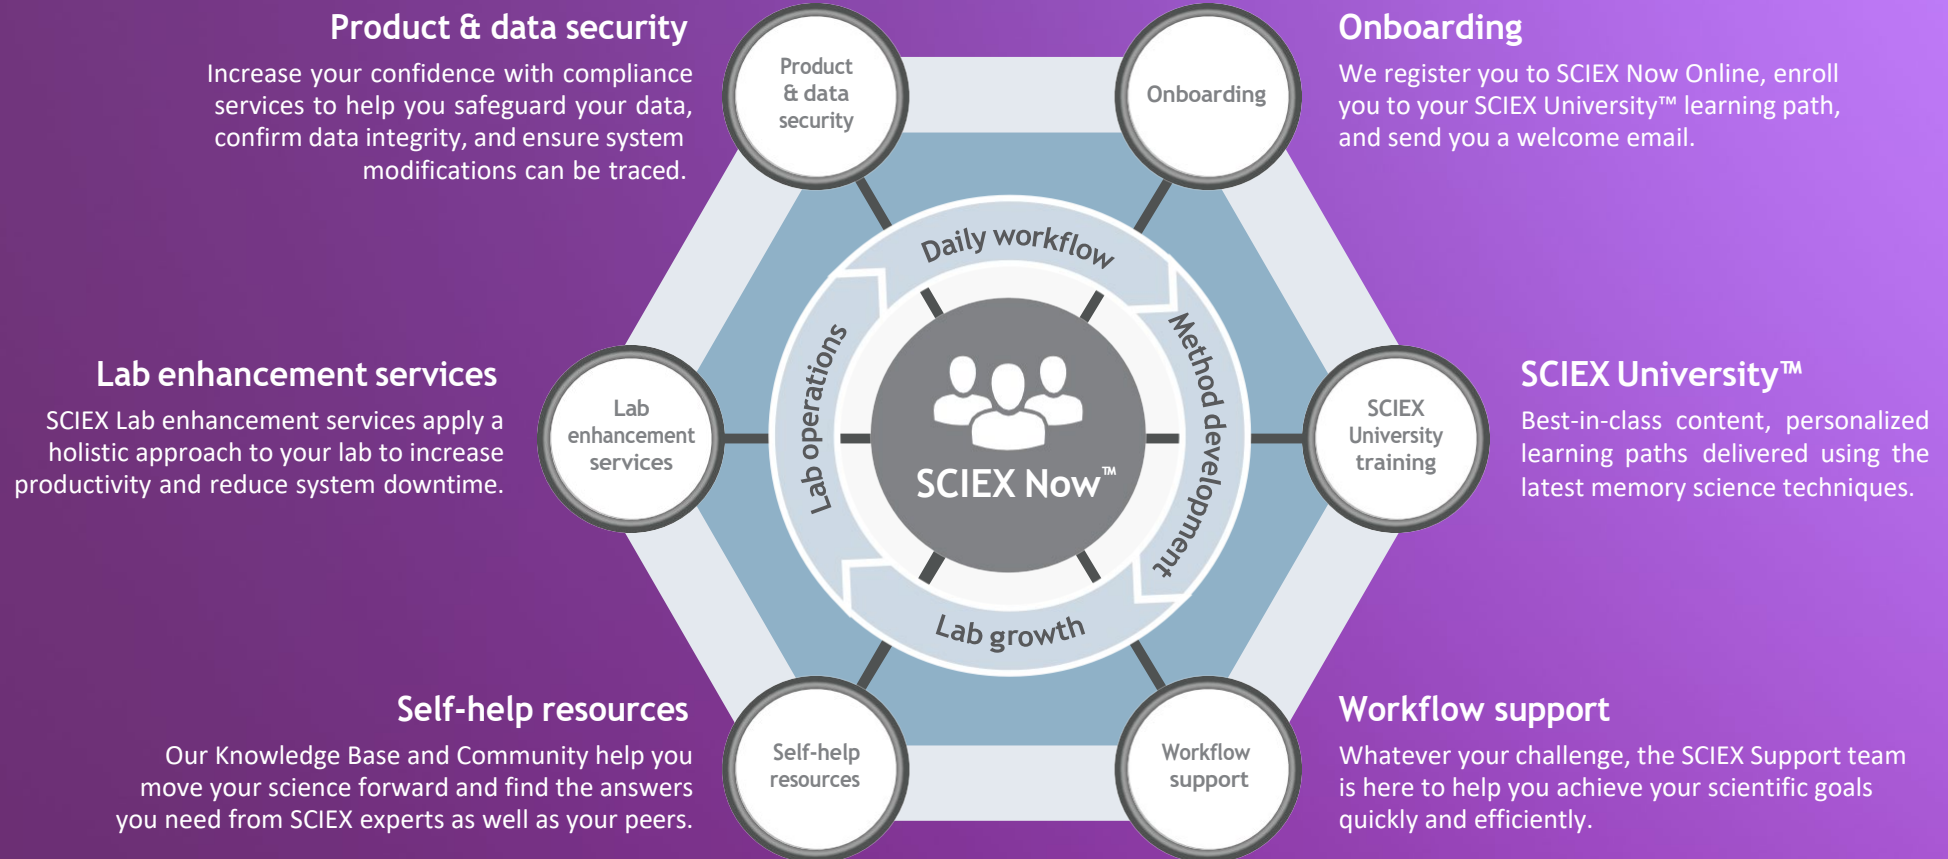 Product & data security
Increase your confidence with compliance
services to help you safeguard your data,
confirm data integrity, and ensure system
modifications can be traced.
Product
& data
security
Onboarding
Onboarding
We register you to SCIEX Now Online, enroll
you to your SCIEX University™ learning path,
and send you a welcome email.
Daily workflow
Method development
Lab growth
Lab operations
SCIEX Now™
Lab enhancement services
SCIEX Lab enhancement services apply a
holistic approach to your lab to increase
productivity and reduce system downtime.
Lab
enhancement
services
SCIEX
University
training
SCIEX University™
Best-in-class content, personalized
learning paths delivered using the
latest memory science techniques.
Self-help resources
Our Knowledge Base and Community help you
move your science forward and find the answers
you need from SCIEX experts as well as your peers.
Self-help
resources
Workflow
support
Workflow support
Whatever your challenge, the SCIEX Support team
is here to help you achieve your scientific goals
quickly and efficiently.